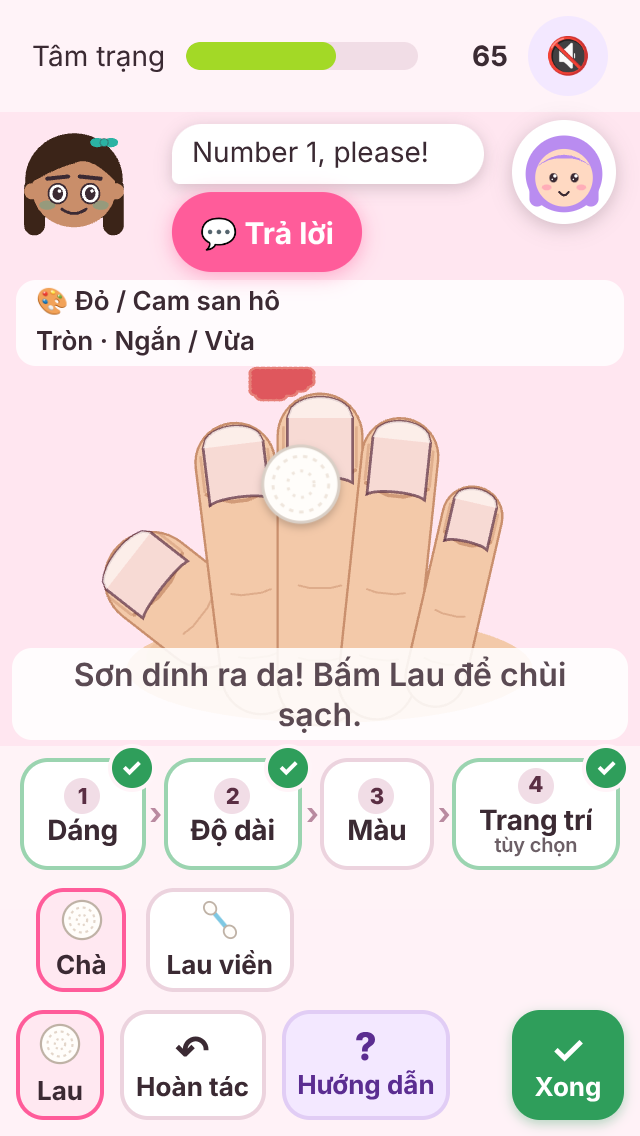 Tâm trạng
65
Number 1, please!
💬 Trả lời
🎨 Đỏ / Cam san hô
Tròn · Ngắn / Vừa
Sơn dính ra da! Bấm Lau để chùi
sạch.
1
Dáng
›
2
Độ dài
›
3
Màu
›
4
Trang trí
tùy chọn
Chà
Lau viền
Lau
↶
Hoàn tác
?
Hướng dẫn
✓
Xong